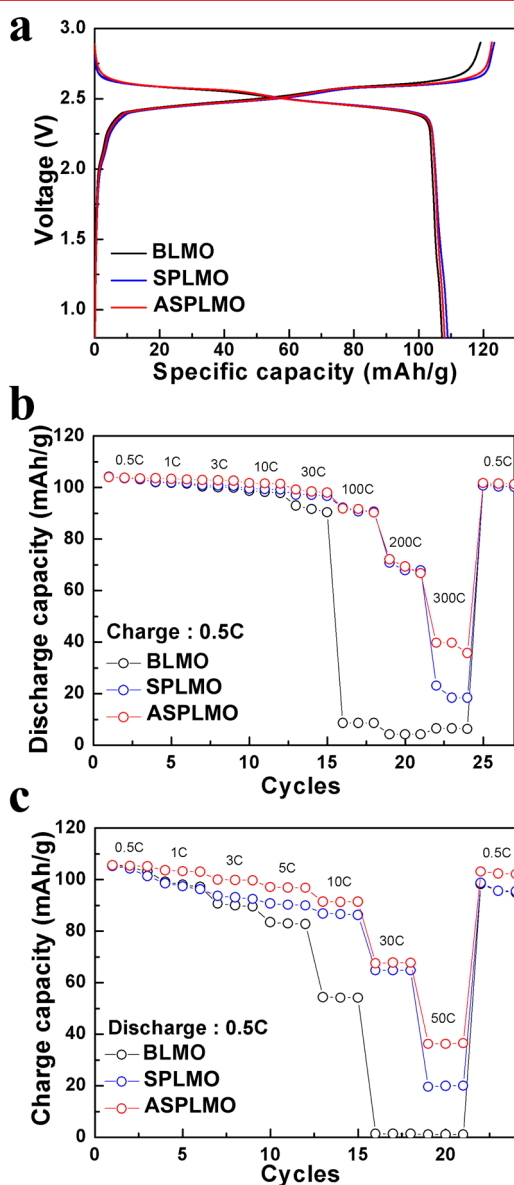 a
3.0
2.5
2.0
1.5
1.0
Voltage (V)
BLMO
SPLMO
ASPLMO
0 20 40 60 80 100 120
Specific capacity (mAh/g)
b
120
100
80
60
40
20
0
Discharge capacity (mAh/g)
0.5C 1C 3C 10C 30C 100C 200C 300C 0.5C
Charge : 0.5C
BLMO
SPLMO
ASPLMO
0 5 10 15 20 25
Cycles
c
120
100
80
60
40
20
0
Charge capacity (mAh/g)
0.5C 1C 3C 5C 10C 30C 50C 0.5C
Discharge : 0.5C
BLMO
SPLMO
ASPLMO
0 5 10 15 20
Cycles